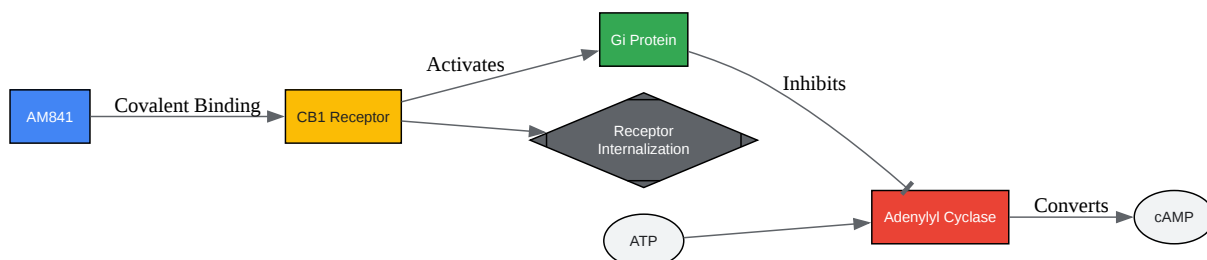 AM841
Covalent Binding
CB1 Receptor
Activates
Gi Protein
Receptor
Internalization
Inhibits
ATP
Adenylyl Cyclase
Converts
cAMP